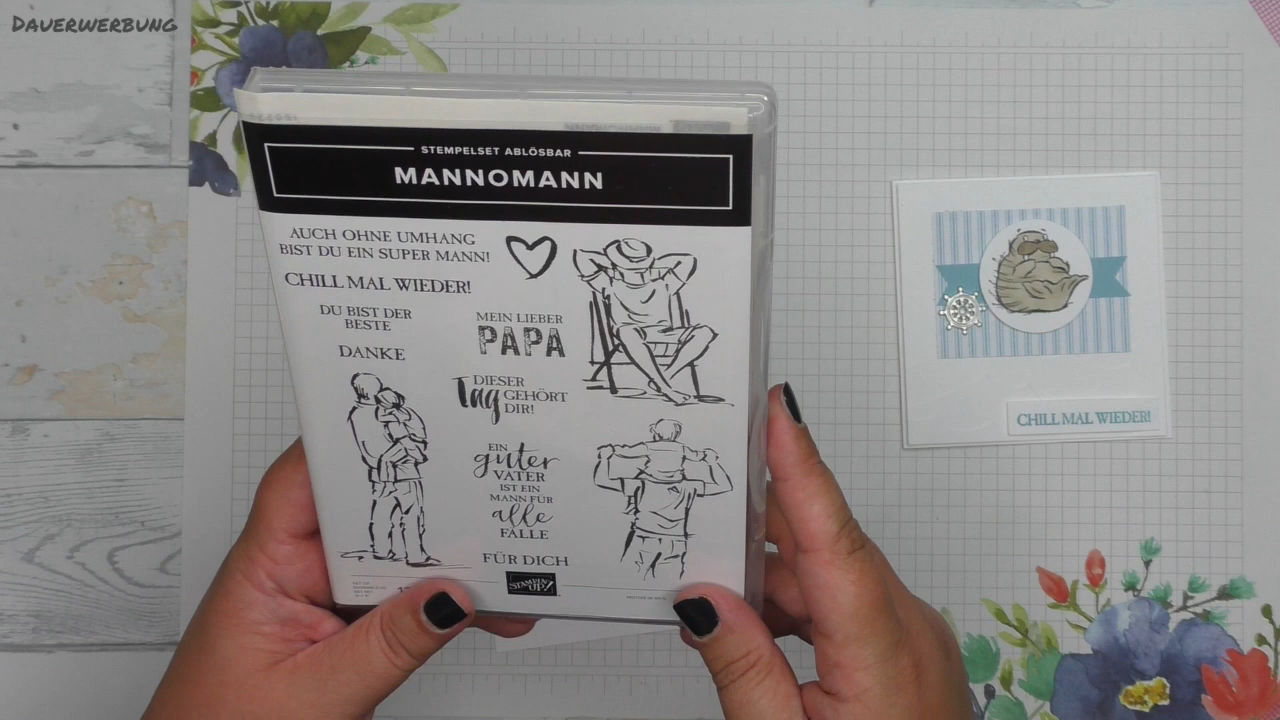 DAUERWERBUNG
STEMPELSET ABLÖSBAR
MANNOMANN
AUCH OHNE UMHANG
BIST DU EIN SUPER MANN!
CHILL MAL WIEDER!
DU BIST DER
BESTE
DANKE
MEIN LIEBER
PAPA
DIESER
Tag GEHÖRT
DIR!
EIN
guter
VATER
IST EIN
MANN FÜR
alle
FÄLLE
FÜR DICH
STAMPIN' UP!
CHILL MAL WIEDER!